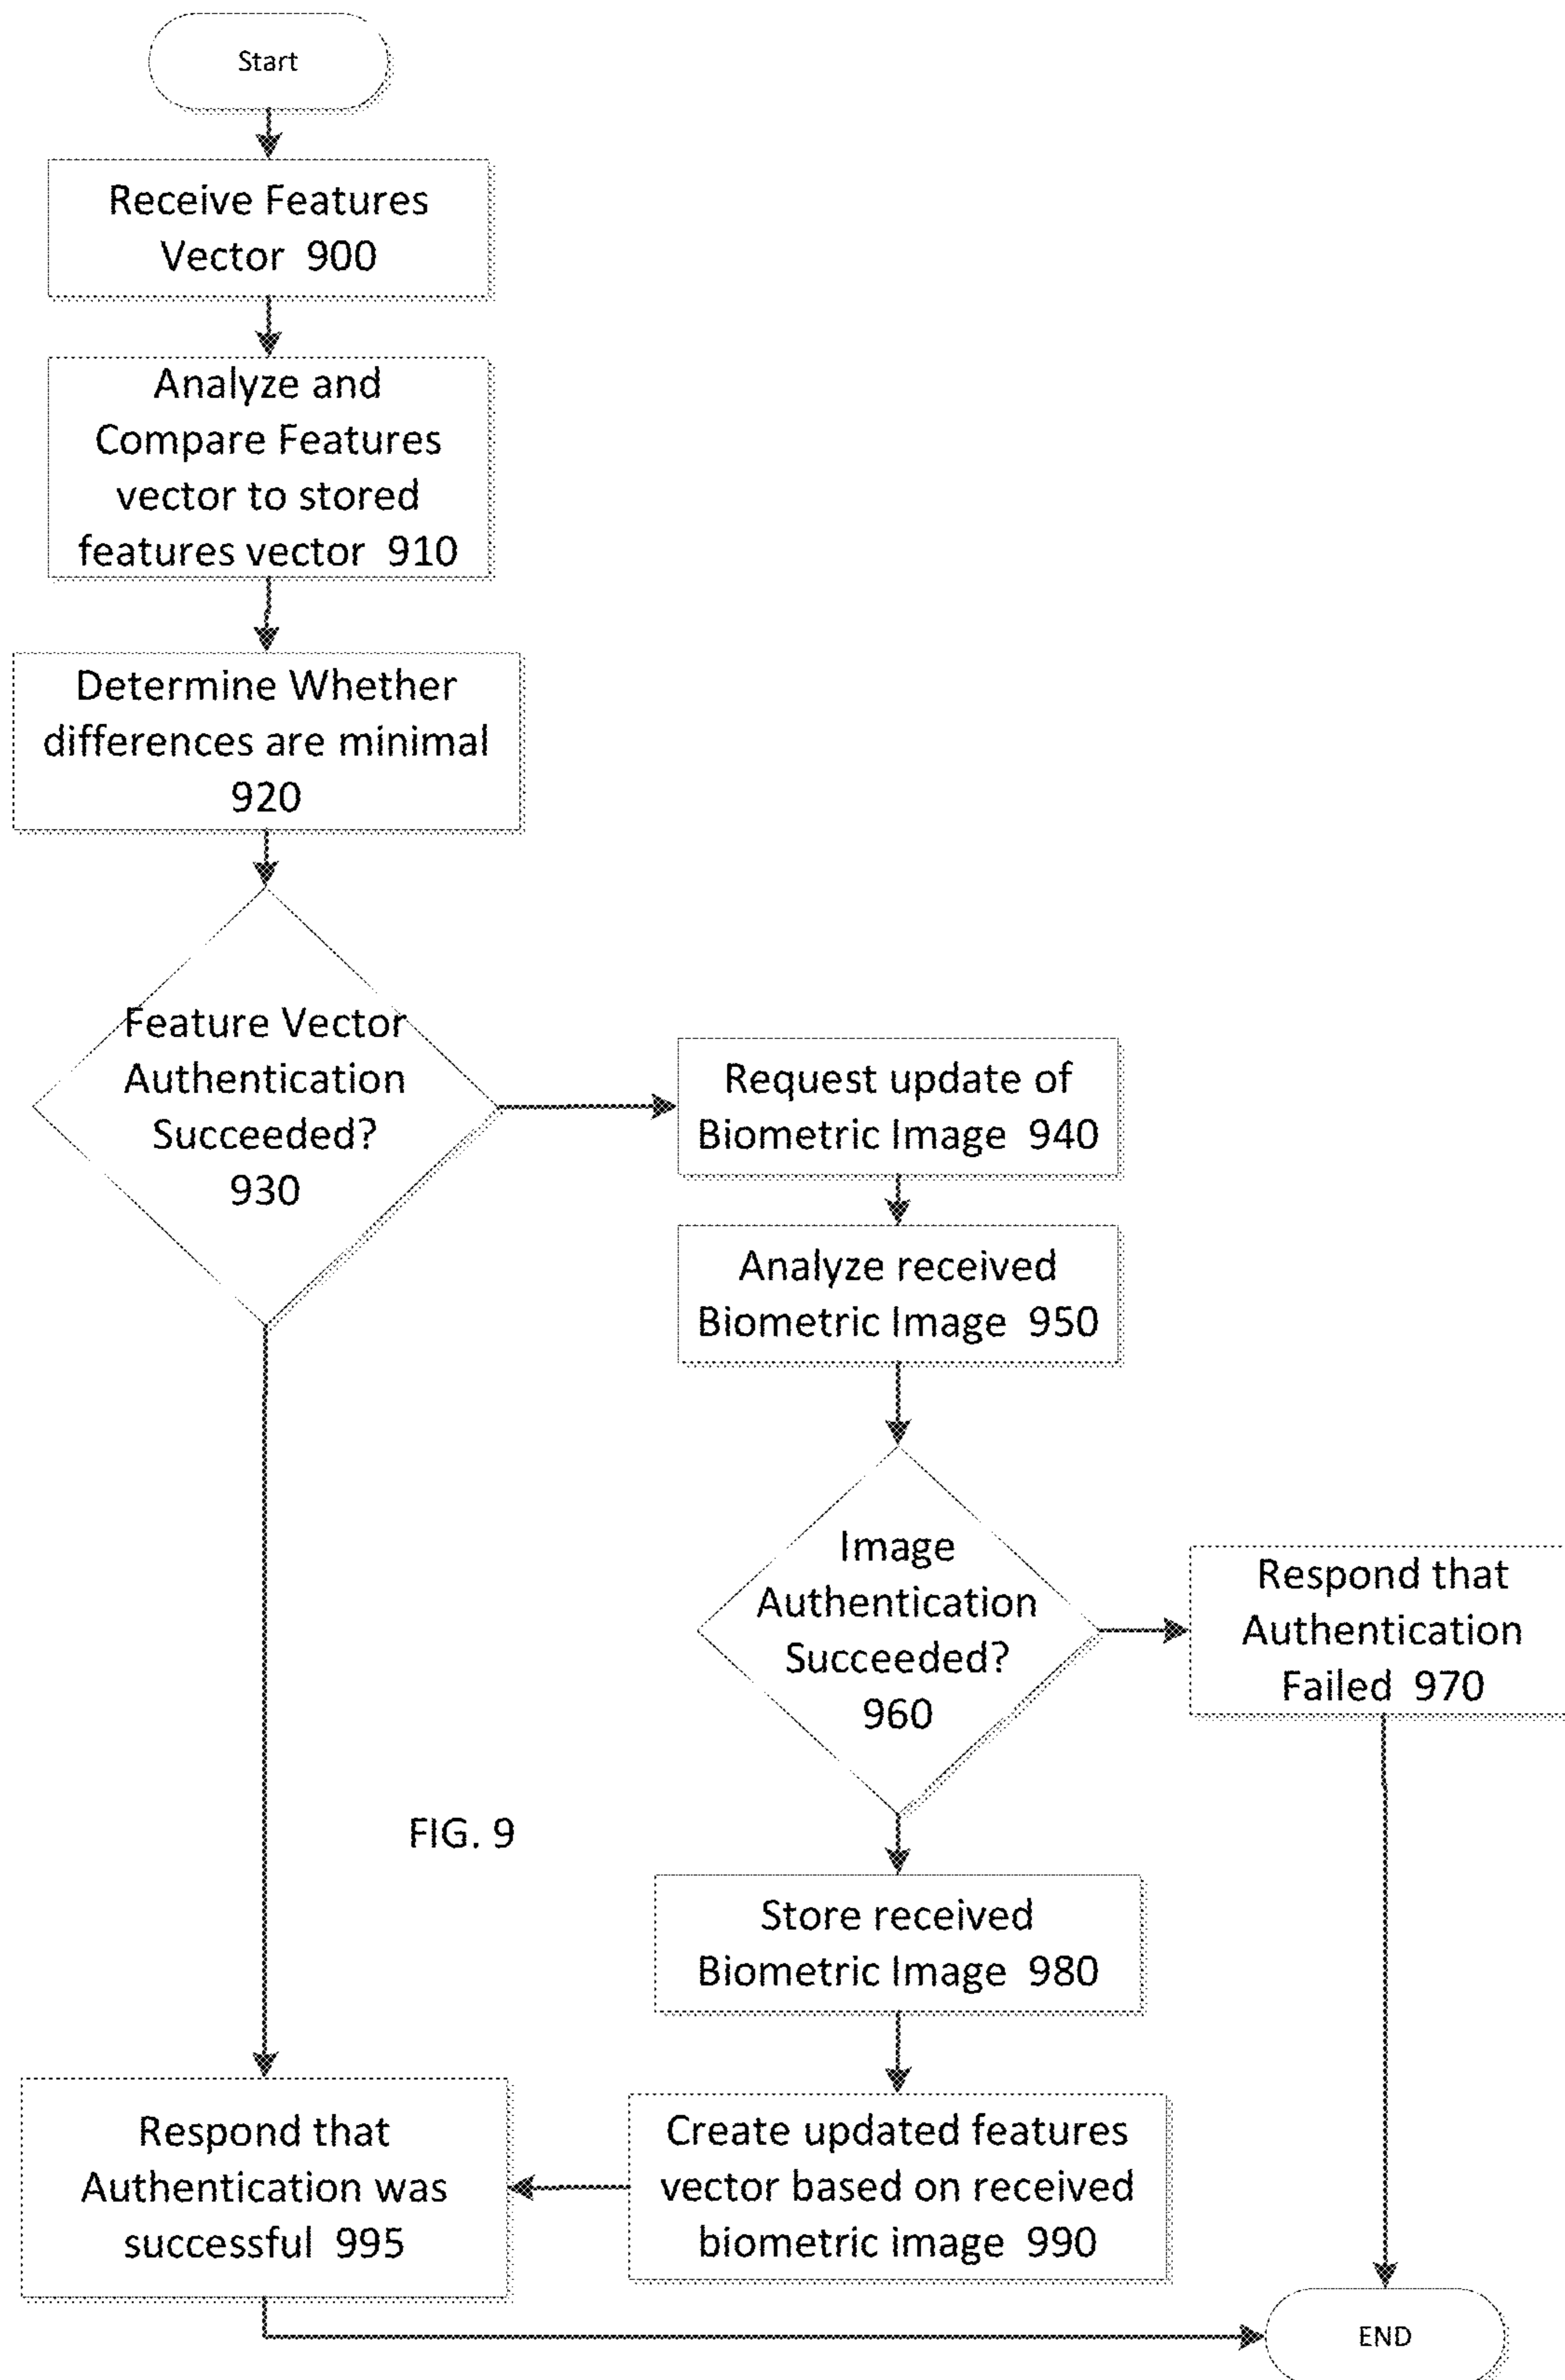 Start
Receive Features
Vector 900
Analyze and
Compare Features
vector to stored
features vector 910
Determine Whether
differences are minimal
920
Feature Vector
Authentication
Succeeded?
930
Request update of
Biometric Image 940
Analyze received
Biometric Image 950
Image
Authentication
Succeeded?
960
Respond that
Authentication
Failed 970
FIG. 9
Store received
Biometric Image 980
Create updated features
vector based on received
biometric image 990
Respond that
Authentication was
successful 995
END